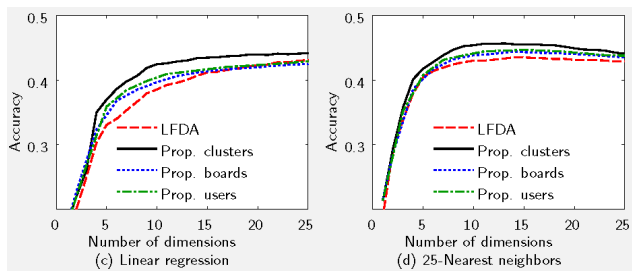 0.5
0.4
0.3
Accuracy
LFDA
Prop. clusters
Prop. boards
Prop. users
0 5 10 15 20 25
Number of dimensions
(c) Linear regression
0.5
0.4
0.3
Accuracy
LFDA
Prop. clusters
Prop. boards
Prop. users
0 5 10 15 20 25
Number of dimensions
(d) 25-Nearest neighbors